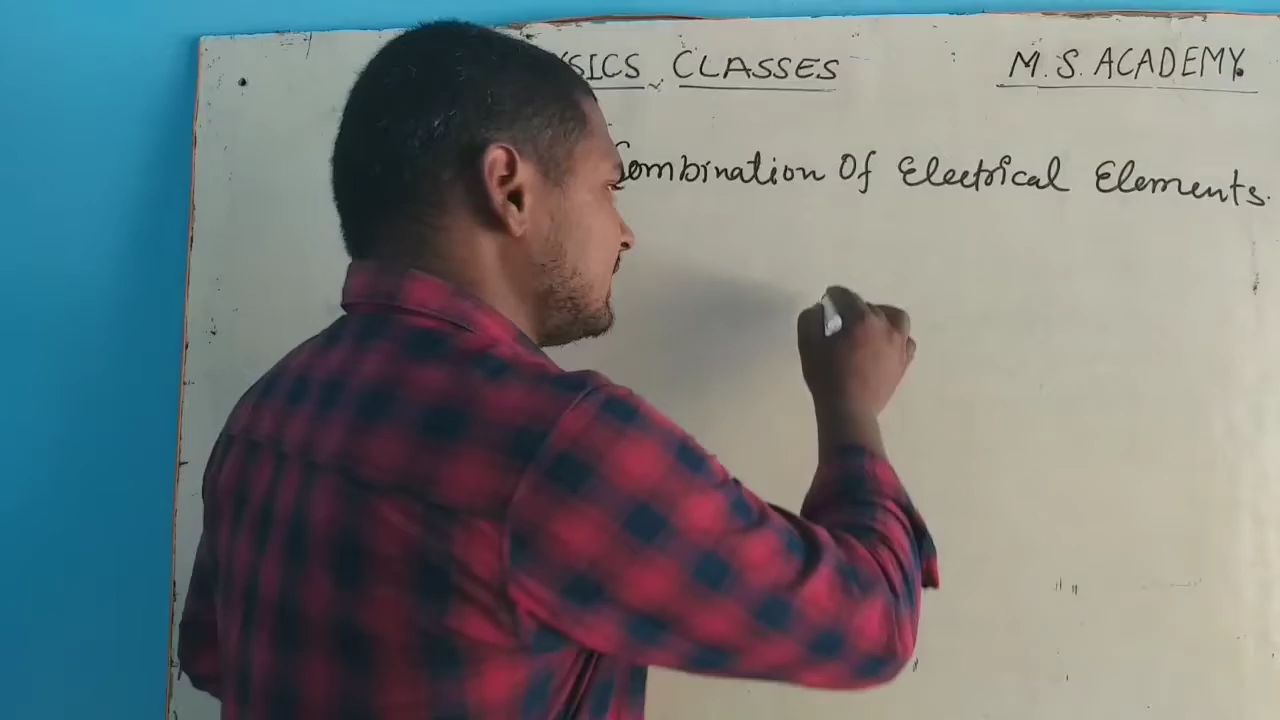 CLASSES M.S. ACADEMY.
Combination Of Electrical Elements.